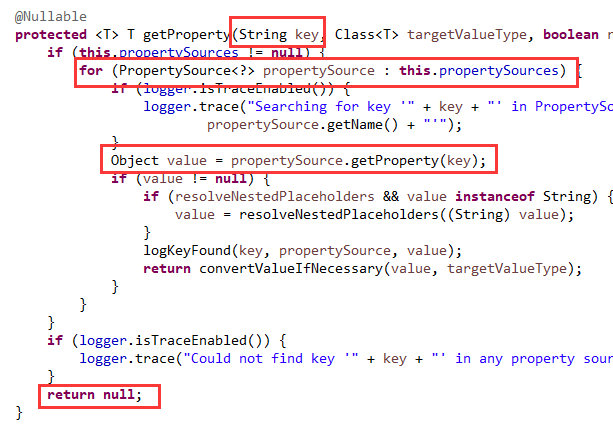 @Nullable
protected <T> T getProperty(String key, Class<T> targetValueType, boolean
if (this.propertySources != null) {
for (PropertySource<?> propertySource : this.propertySources) {
if (logger.isTraceEnabled()) {
logger.trace("Searching for key '" + key + "' in PropertySo
propertySource.getName() + "'");
}
Object value = propertySource.getProperty(key);
if (value != null) {
if (resolveNestedPlaceholders && value instanceof String) {
value = resolveNestedPlaceholders((String) value);
}
logKeyFound(key, propertySource, value);
return convertValueIfNecessary(value, targetValueType);
}
}
}
if (logger.isTraceEnabled()) {
logger.trace("Could not find key '" + key + "' in any property sour
}
return null;
}